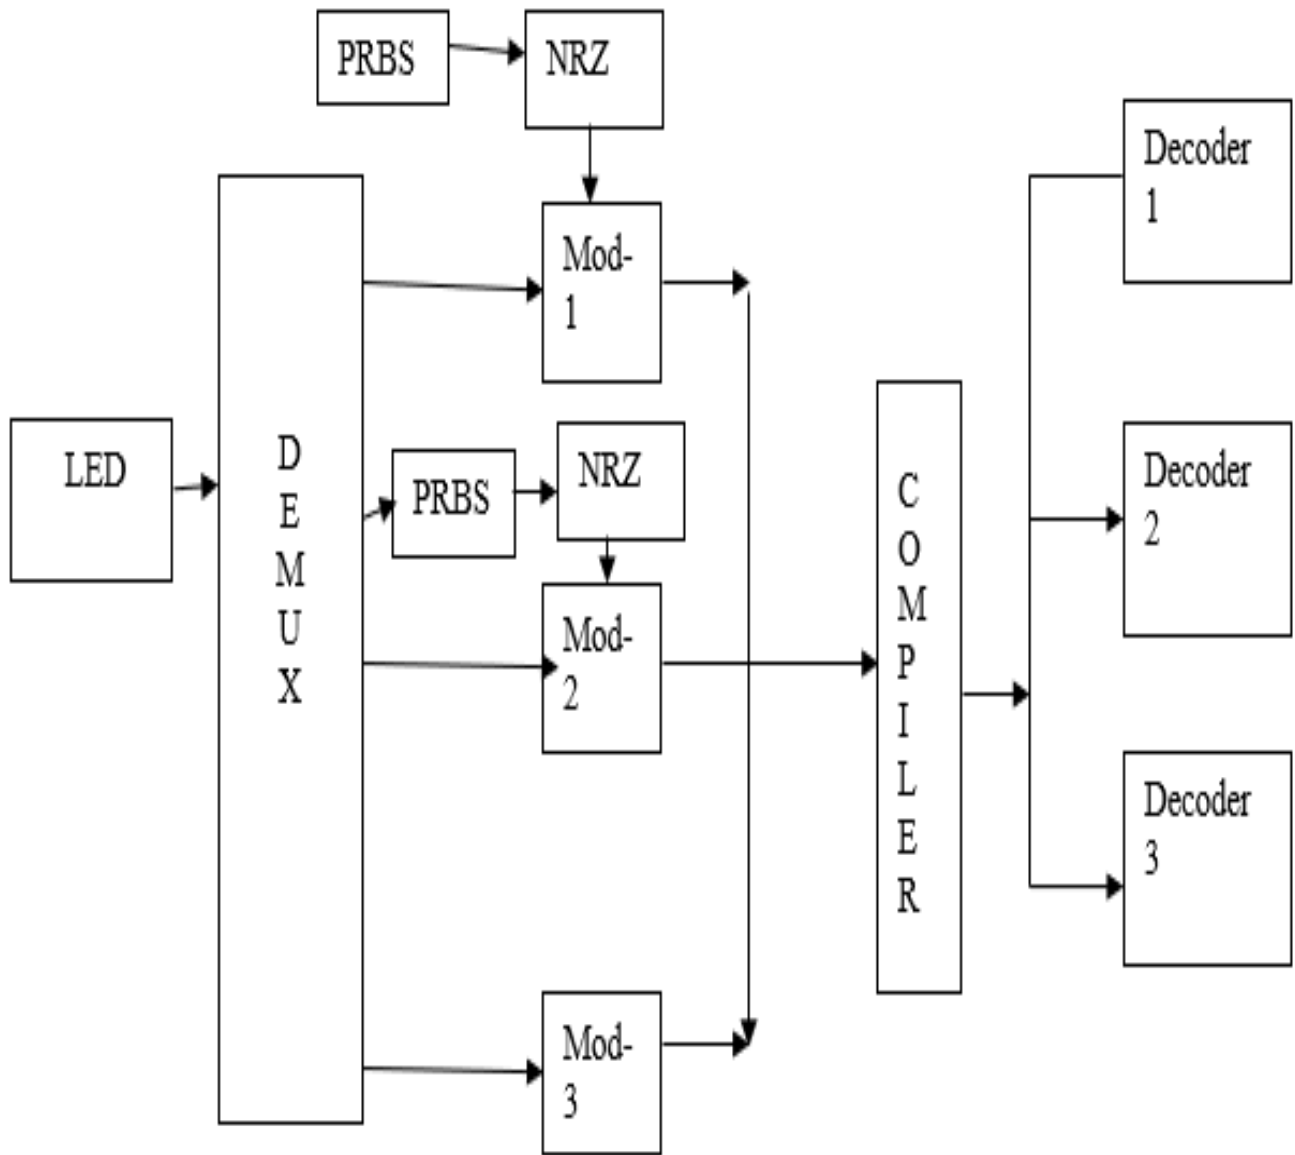 PRBS
NRZ
Decoder
1
Mod-
1
LED
D
E
M
U
X
PRBS
NRZ
Mod-
2
C
O
M
P
I
L
E
R
Decoder
2
Decoder
3
Mod-
3